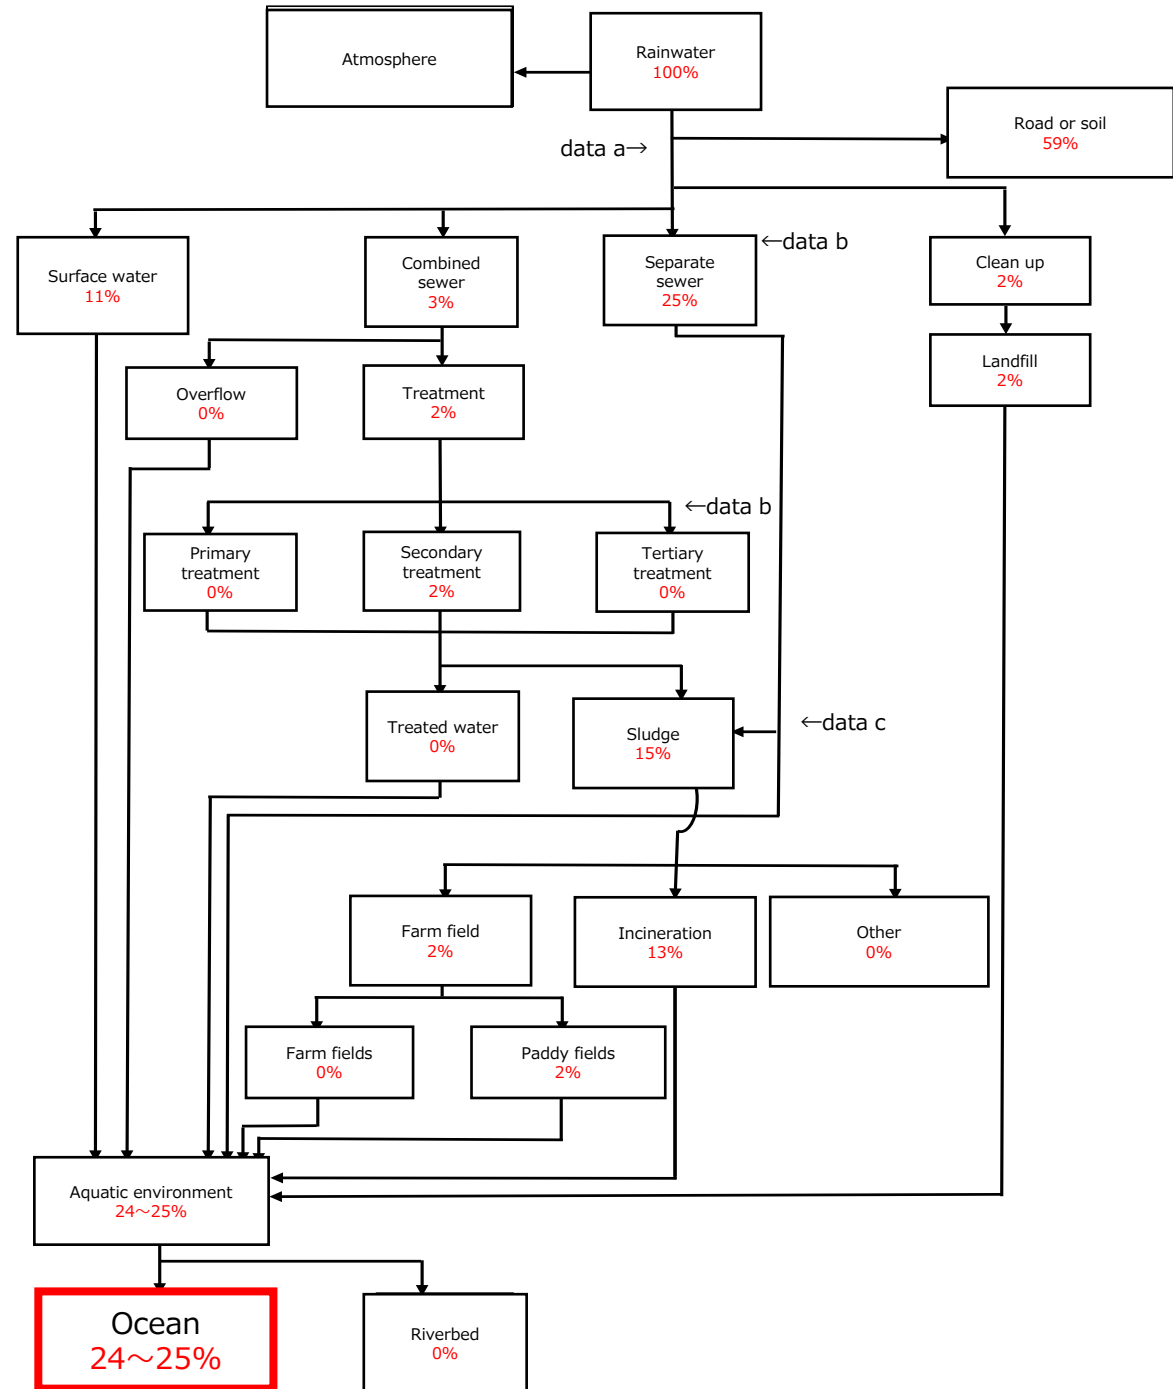 Atmosphere
Rainwater
100%
Road or soil
59%
data a→
←data b
Surface water
11%
Combined
sewer
3%
Separate
sewer
25%
Clean up
2%
Landfill
2%
Overflow
0%
Treatment
2%
←data b
Primary
treatment
0%
Secondary
treatment
2%
Tertiary
treatment
0%
Treated water
0%
Sludge
15%
←data c
Farm field
2%
Incineration
13%
Other
0%
Farm fields
0%
Paddy fields
2%
Aquatic environment
24～25%
Ocean
24～25%
Riverbed
0%